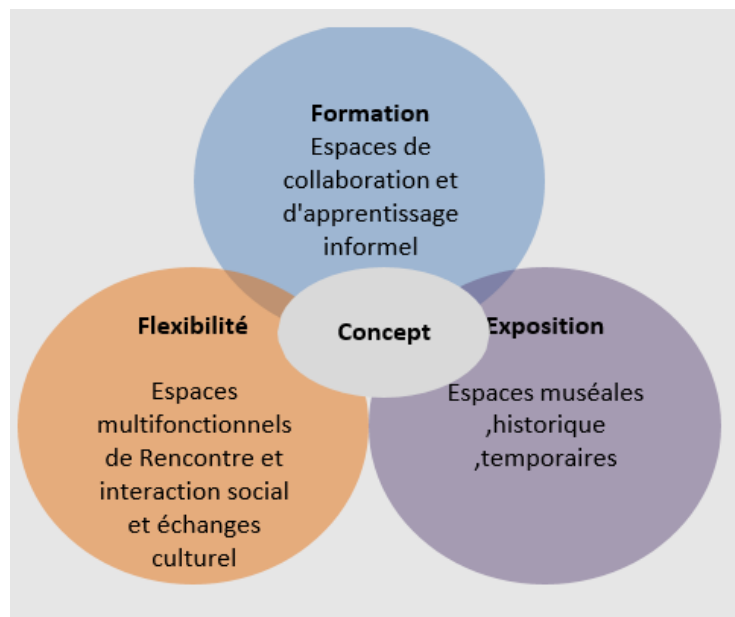 Formation
Espaces de
collaboration et
d'apprentissage
informel
Concept
Flexibilité
Espaces
multifonctionnels
de Rencontre et
interaction social
et échanges
culturel
Exposition
Espaces muséales
,historique
,temporaires